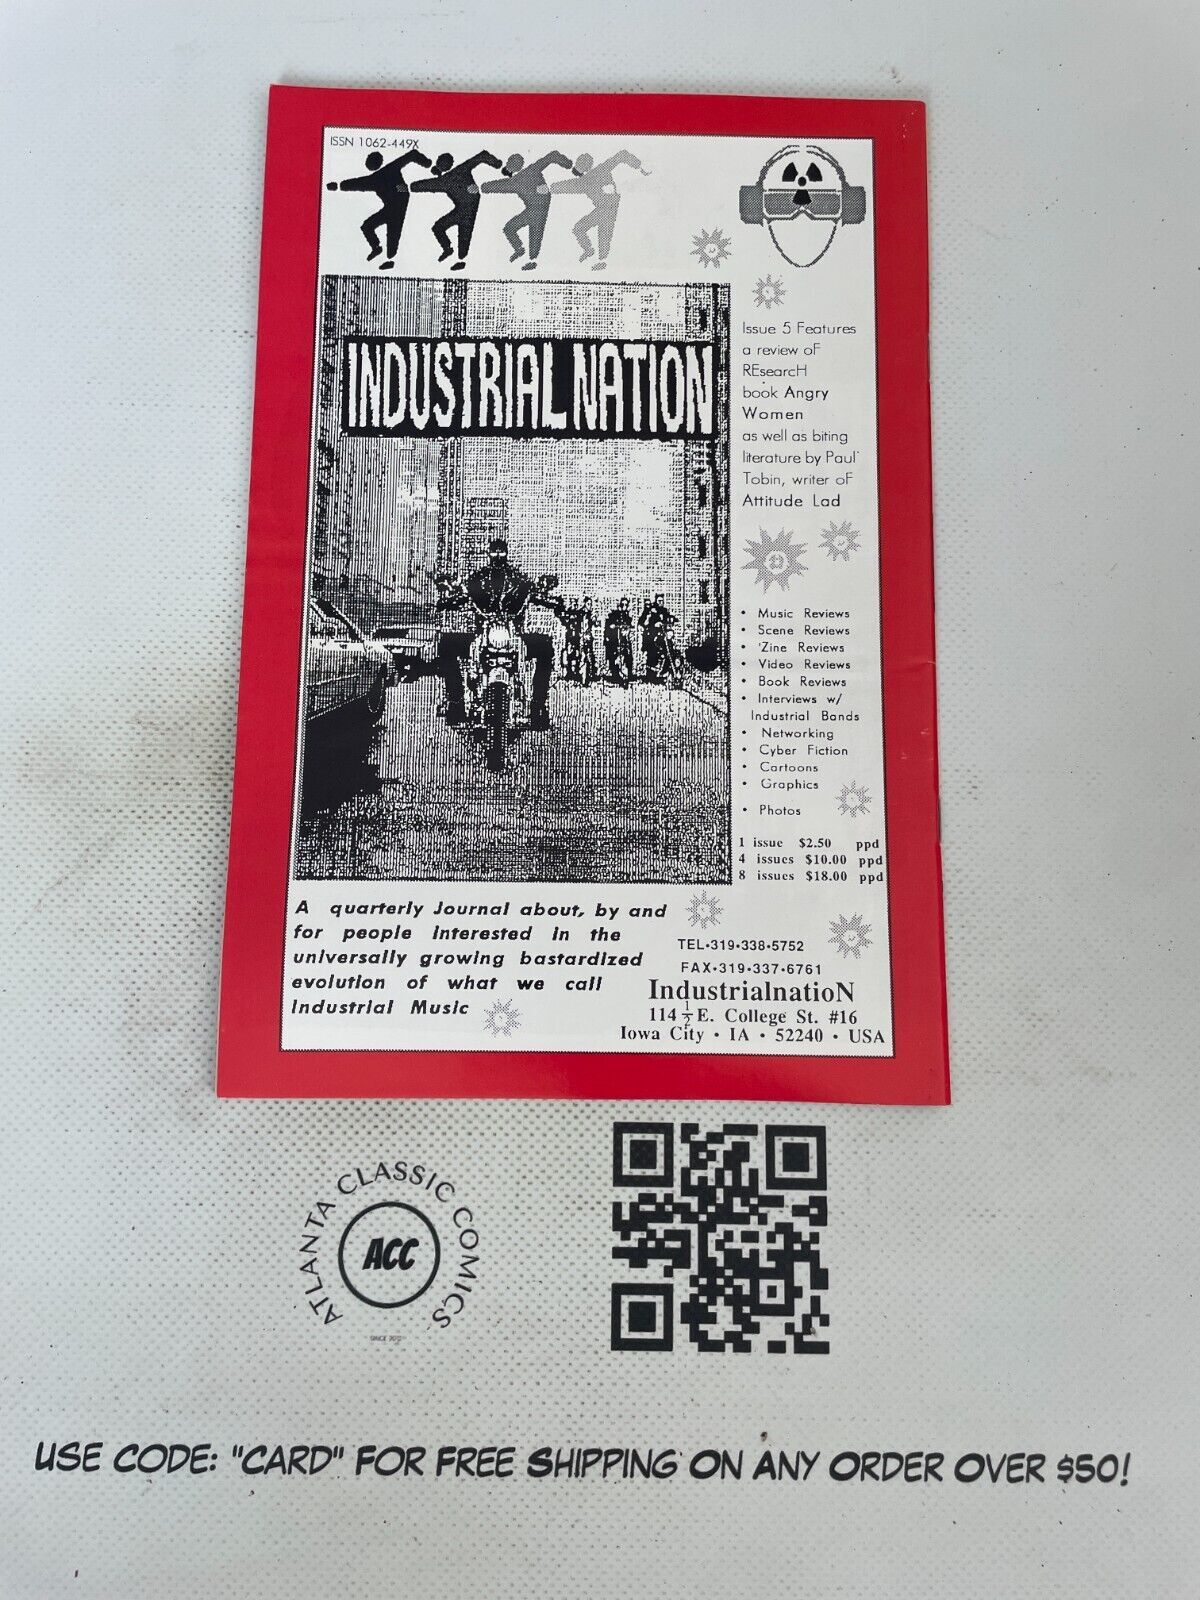 ISSN 1062-449X
INDUSTRIAL NATION
Issue 5 Features
a review oF
REsearcH
book Angry
Women
as well as biting
literature by Paul
Tobin, writer oF
Attitude Lad
• Music Reviews
• Scene Reviews
• 'Zine Reviews
• Video Reviews
• Book Reviews
• Interviews w/
Industrial Bands
• Networking
• Cyber Fiction
• Cartoons
• Graphics
• Photos
1 issue $2.50 ppd
4 issues $10.00 ppd
8 issues $18.00 ppd
A quarterly Journal about, by and
for people interested in the
universally growing bastardized
evolution of what we call
Industrial Music
TEL•319•338•5752
FAX•319•337•6761
IndustrialnatioN
114 1/2 E. College St. #16
Iowa City • IA • 52240 • USA
ATLANTA CLASSIC COMICS
ACC
SINCE 2012
USE CODE: "CARD" FOR FREE SHIPPING ON ANY ORDER OVER $50!